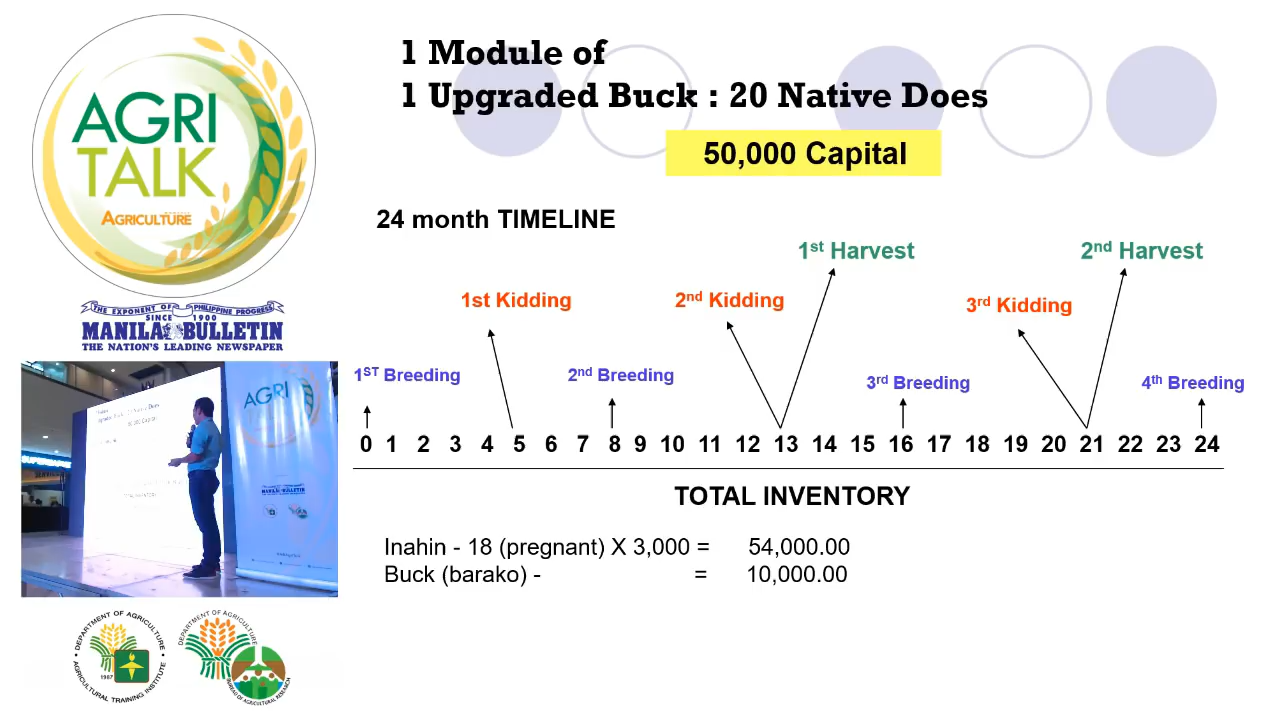 AGRI
TALK
AGRICULTURE
THE EXPONENT OF PHILIPPINE PROGRESS
SINCE 1900
MANILA BULLETIN
THE NATION'S LEADING NEWSPAPER
1 Module of
1 Upgraded Buck : 20 Native Does
50,000 Capital
24 month TIMELINE
1st Harvest
2nd Harvest
1st Kidding
2nd Kidding
3rd Kidding
1ST Breeding
2nd Breeding
3rd Breeding
4th Breeding
0 1 2 3 4 5 6 7 8 9 10 11 12 13 14 15 16 17 18 19 20 21 22 23 24
TOTAL INVENTORY
Inahin - 18 (pregnant) X 3,000 = 54,000.00
Buck (barako) - = 10,000.00
AGRI
DEPARTMENT OF AGRICULTURE
1987
AGRICULTURAL TRAINING INSTITUTE
DEPARTMENT OF AGRICULTURE
BUREAU OF AGRICULTURAL RESEARCH